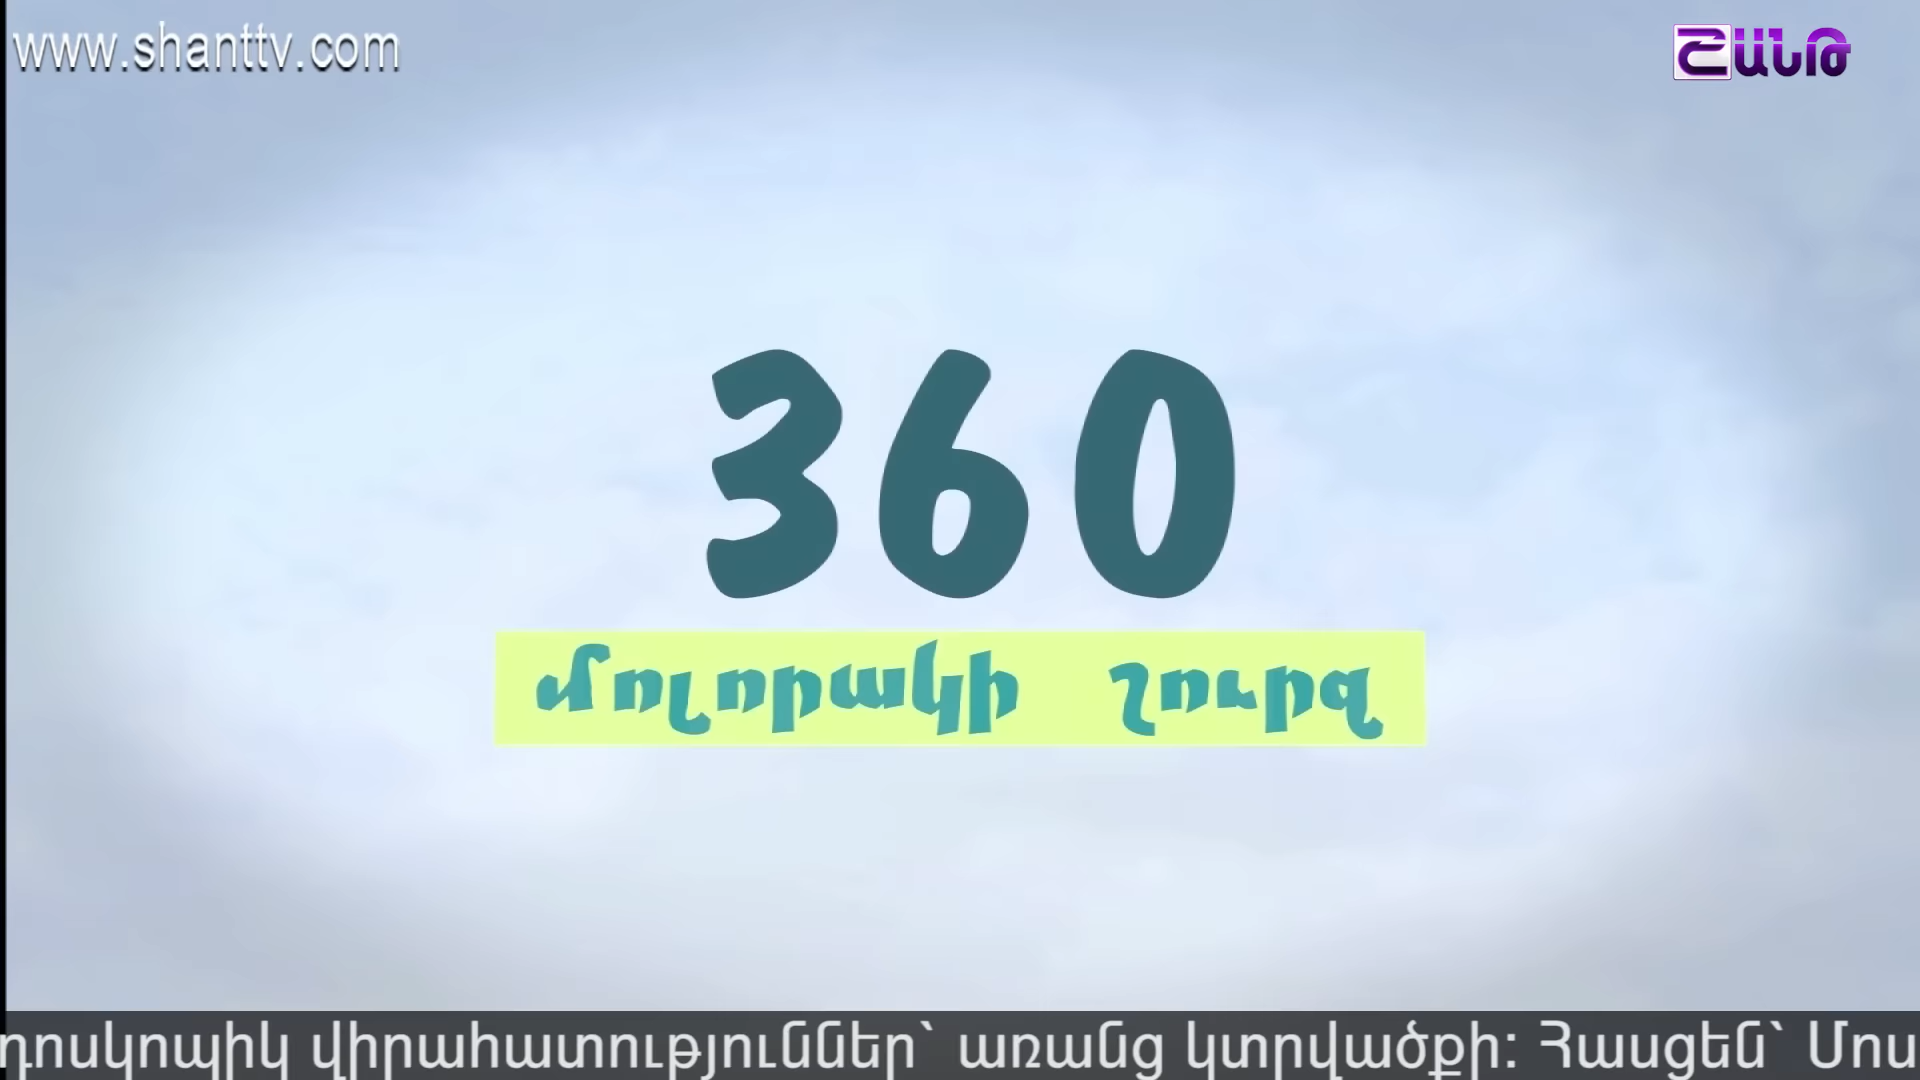 www.shanttv.com
ՇԱՆԹ
360
մոլորակի շուրջ
դոսկոպիկ վիրահատություններ՝ առանց կտրվածքի: Հասցեն՝ Մոս